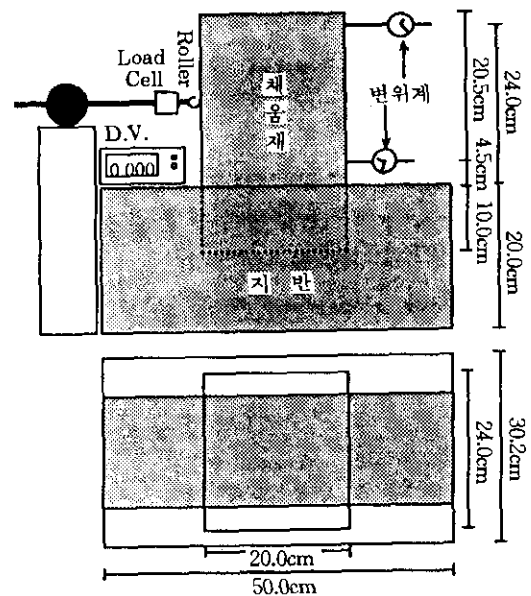 Load
Cell
Roller
D.V.
0.000
채
움
재
변위계
지 반
20.5cm
4.5cm
10.0cm
24.0cm
20.0cm
24.0cm
30.2cm
20.0cm
50.0cm